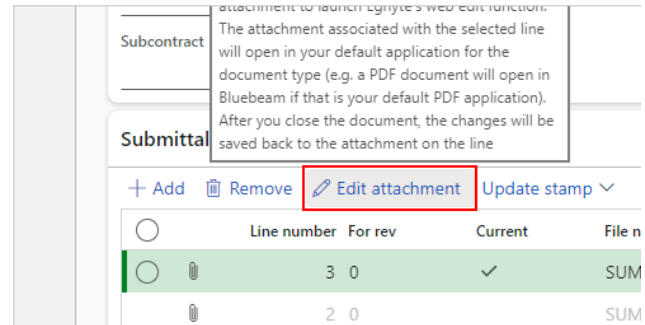 attachment to launch Egnyte's web edit function.
The attachment associated with the selected line
will open in your default application for the
document type (e.g. a PDF document will open in
Bluebeam if that is your default PDF application).
After you close the document, the changes will be
saved back to the attachment on the line
Subcontract
Submittal
Add Remove Edit attachment Update stamp
Line number For rev Current File n
3 0 SUM
2 0 SUM